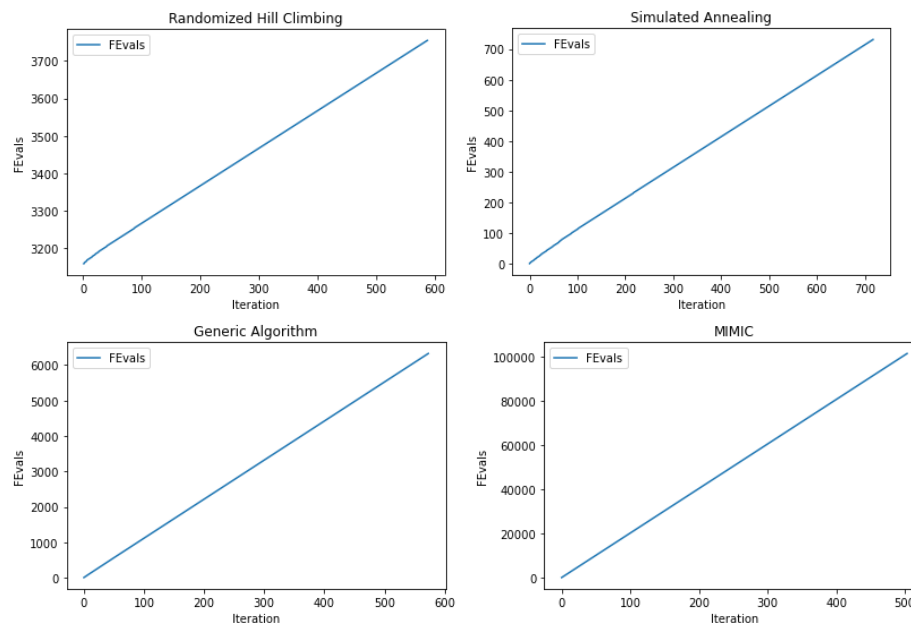 Randomized Hill Climbing
FEvals
FEvals
3700
3600
3500
3400
3300
3200
0 100 200 300 400 500 600
Iteration
Simulated Annealing
FEvals
FEvals
700
600
500
400
300
200
100
0
0 100 200 300 400 500 600 700
Iteration
Generic Algorithm
FEvals
FEvals
6000
5000
4000
3000
2000
1000
0
0 100 200 300 400 500 600
Iteration
MIMIC
FEvals
FEvals
100000
80000
60000
40000
20000
0
0 100 200 300 400 500
Iteration